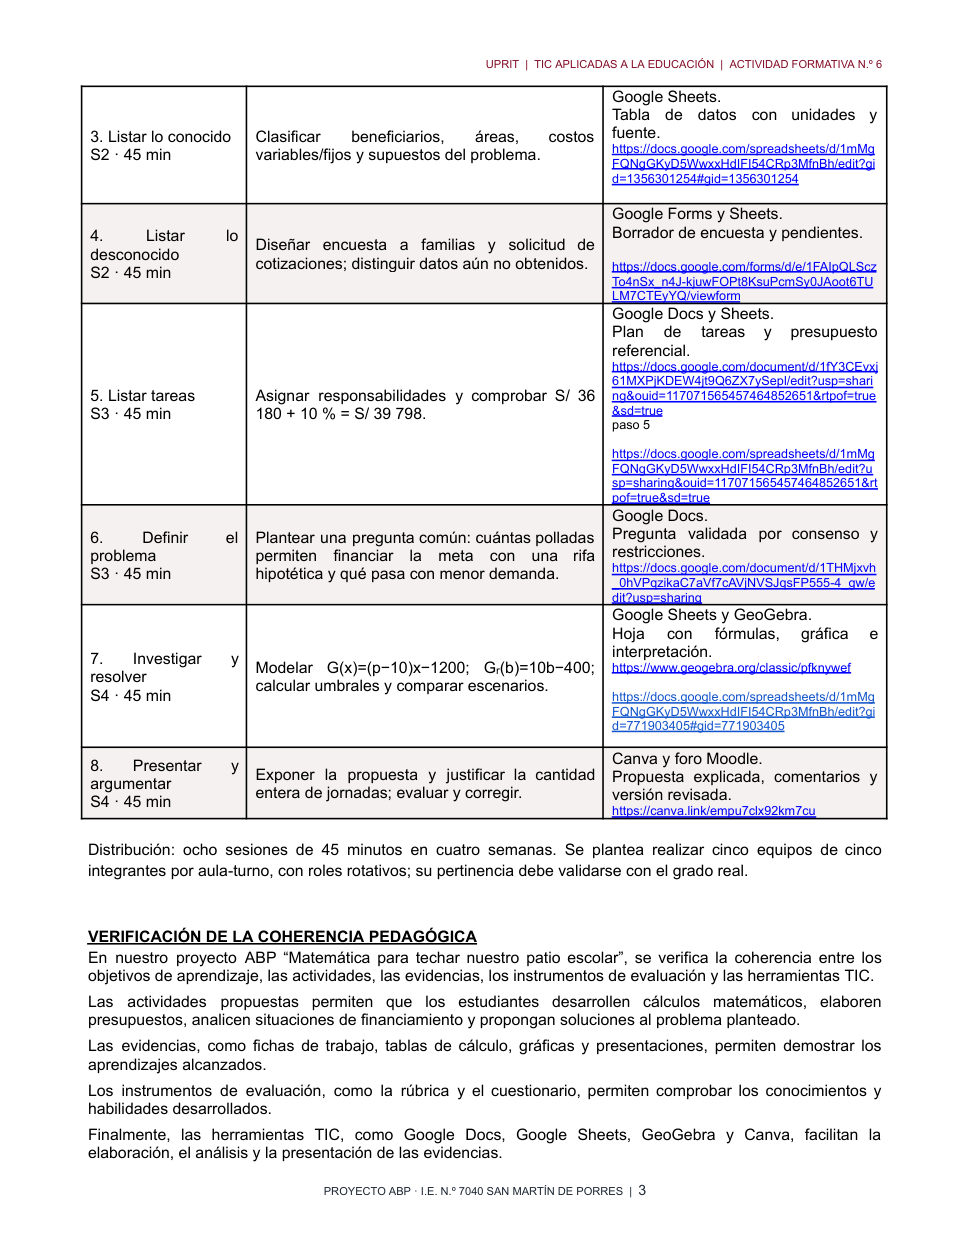 UPRIT | TIC APLICADAS A LA EDUCACIÓN | ACTIVIDAD FORMATIVA N.º 6
3. Listar lo conocido
S2 · 45 min
Clasificar beneficiarios, áreas, costos
variables/fijos y supuestos del problema.
Google Sheets.
Tabla de datos con unidades y
fuente.
https://docs.google.com/spreadsheets/d/1mMg
FQNgGKyD5WwxxHdIFI54CRp3MfnBh/edit?gi
d=1356301254#gid=1356301254
4. Listar lo
desconocido
S2 · 45 min
Diseñar encuesta a familias y solicitud de
cotizaciones; distinguir datos aún no obtenidos.
Google Forms y Sheets.
Borrador de encuesta y pendientes.
https://docs.google.com/forms/d/e/1FAIpQLScz
To4nSx_n4J-kjuwFOPt8KsuPcmSy0JAoot6TU
LM7CTEyYQ/viewform
5. Listar tareas
S3 · 45 min
Asignar responsabilidades y comprobar S/ 36
180 + 10 % = S/ 39 798.
Google Docs y Sheets.
Plan de tareas y presupuesto
referencial.
https://docs.google.com/document/d/1fY3CEvxj
61MXPjKDEW4jt9Q6ZX7ySepl/edit?usp=shari
ng&ouid=117071565457464852651&rtpof=true
&sd=true
paso 5
https://docs.google.com/spreadsheets/d/1mMg
FQNgGKyD5WwxxHdIFI54CRp3MfnBh/edit?u
sp=sharing&ouid=117071565457464852651&rt
pof=true&sd=true
6. Definir el
problema
S3 · 45 min
Plantear una pregunta común: cuántas polladas
permiten financiar la meta con una rifa
hipotética y qué pasa con menor demanda.
Google Docs.
Pregunta validada por consenso y
restricciones.
https://docs.google.com/document/d/1THMjxvh
_0hVPqzikaC7aVf7cAVjNVSJqsFP555-4_gw/e
dit?usp=sharing
7. Investigar y
resolver
S4 · 45 min
Modelar G(x)=(p−10)x−1200; Gᵣ(b)=10b−400;
calcular umbrales y comparar escenarios.
Google Sheets y GeoGebra.
Hoja con fórmulas, gráfica e
interpretación.
https://www.geogebra.org/classic/pfknywef
https://docs.google.com/spreadsheets/d/1mMg
FQNgGKyD5WwxxHdIFI54CRp3MfnBh/edit?gi
d=771903405#gid=771903405
8. Presentar y
argumentar
S4 · 45 min
Exponer la propuesta y justificar la cantidad
entera de jornadas; evaluar y corregir.
Canva y foro Moodle.
Propuesta explicada, comentarios y
versión revisada.
https://canva.link/empu7clx92km7cu
Distribución: ocho sesiones de 45 minutos en cuatro semanas. Se plantea realizar cinco equipos de cinco
integrantes por aula-turno, con roles rotativos; su pertinencia debe validarse con el grado real.
VERIFICACIÓN DE LA COHERENCIA PEDAGÓGICA
En nuestro proyecto ABP “Matemática para techar nuestro patio escolar”, se verifica la coherencia entre los
objetivos de aprendizaje, las actividades, las evidencias, los instrumentos de evaluación y las herramientas TIC.
Las actividades propuestas permiten que los estudiantes desarrollen cálculos matemáticos, elaboren
presupuestos, analicen situaciones de financiamiento y propongan soluciones al problema planteado.
Las evidencias, como fichas de trabajo, tablas de cálculo, gráficas y presentaciones, permiten demostrar los
aprendizajes alcanzados.
Los instrumentos de evaluación, como la rúbrica y el cuestionario, permiten comprobar los conocimientos y
habilidades desarrollados.
Finalmente, las herramientas TIC, como Google Docs, Google Sheets, GeoGebra y Canva, facilitan la
elaboración, el análisis y la presentación de las evidencias.
PROYECTO ABP · I.E. N.º 7040 SAN MARTÍN DE PORRES | 3